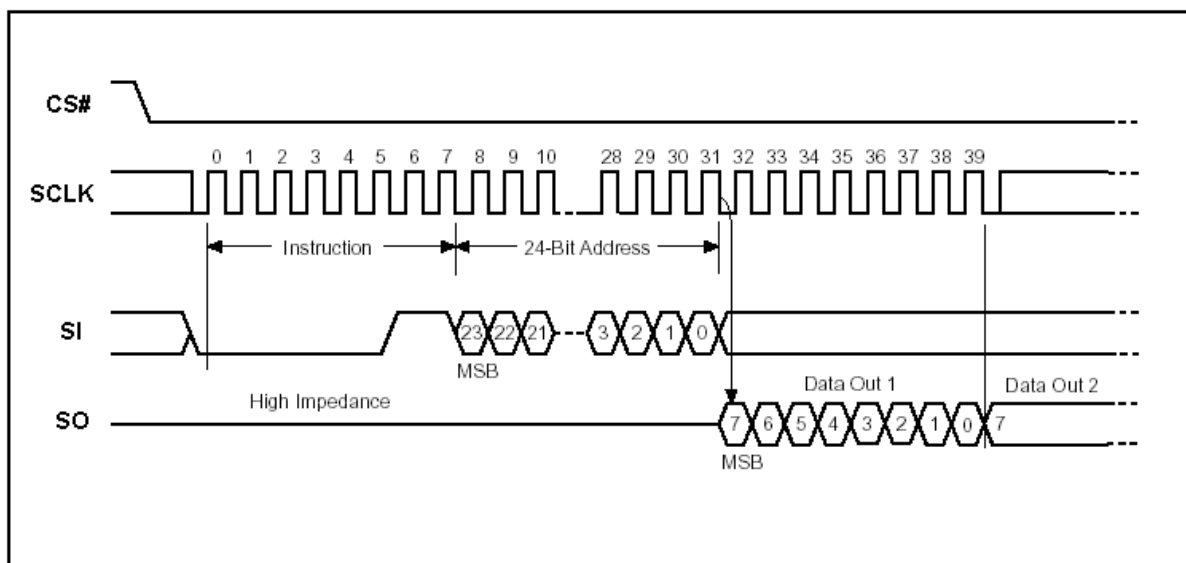 CS#
0 1 2 3 4 5 6 7 8 9 10 28 29 30 31 32 33 34 35 36 37 38 39
SCLK
Instruction 24-Bit Address
SI 23 22 21 3 2 1 0
MSB
High Impedance Data Out 1 Data Out 2
SO 7 6 5 4 3 2 1 0 7
MSB